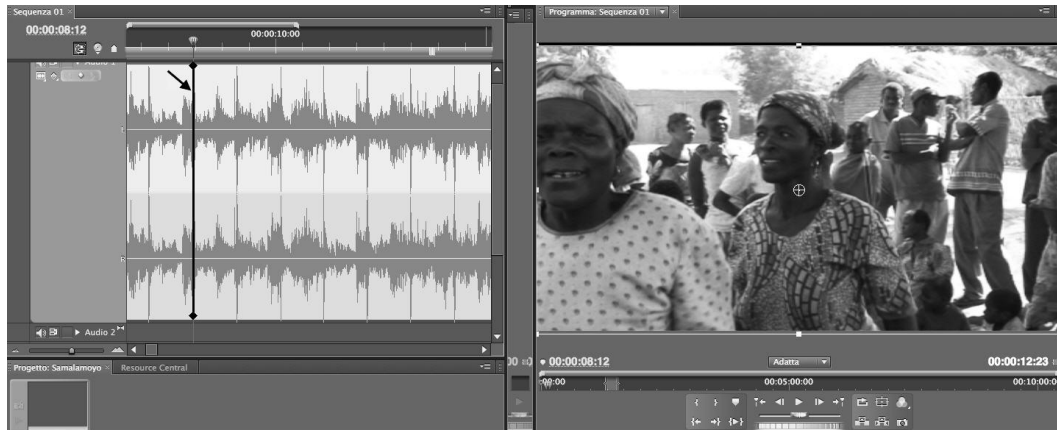 Sequenza 01
00:00:08:12
00:00:10:00
Audio 1
Audio 2
Progetto: Samalamoyo
Resource Central
Programma: Sequenza 01
00:00:08:12
Adatta
00:00:12:23
00:00
00:05:00:00
00:10:00:0